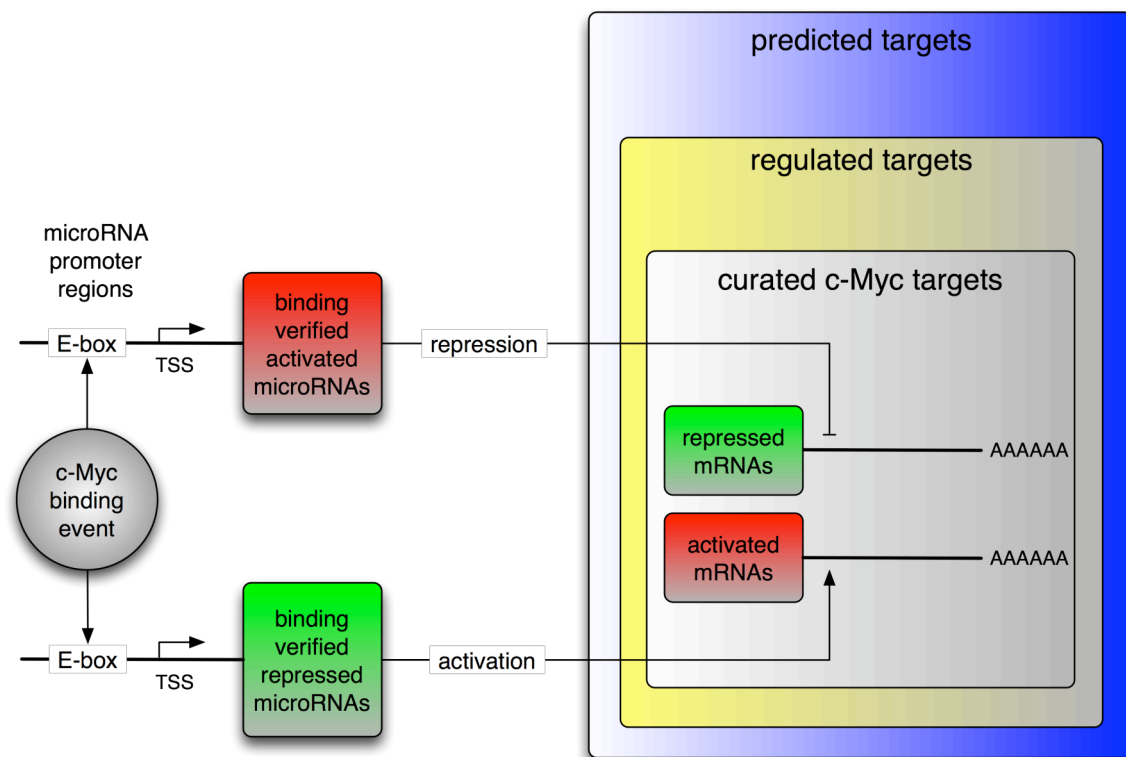 predicted targets
regulated targets
curated c-Myc targets
microRNA
promoter
regions
E-box
TSS
binding
verified
activated
microRNAs
repression
repressed
mRNAs
AAAAAA
c-Myc
binding
event
activated
mRNAs
AAAAAA
E-box
TSS
binding
verified
repressed
microRNAs
activation